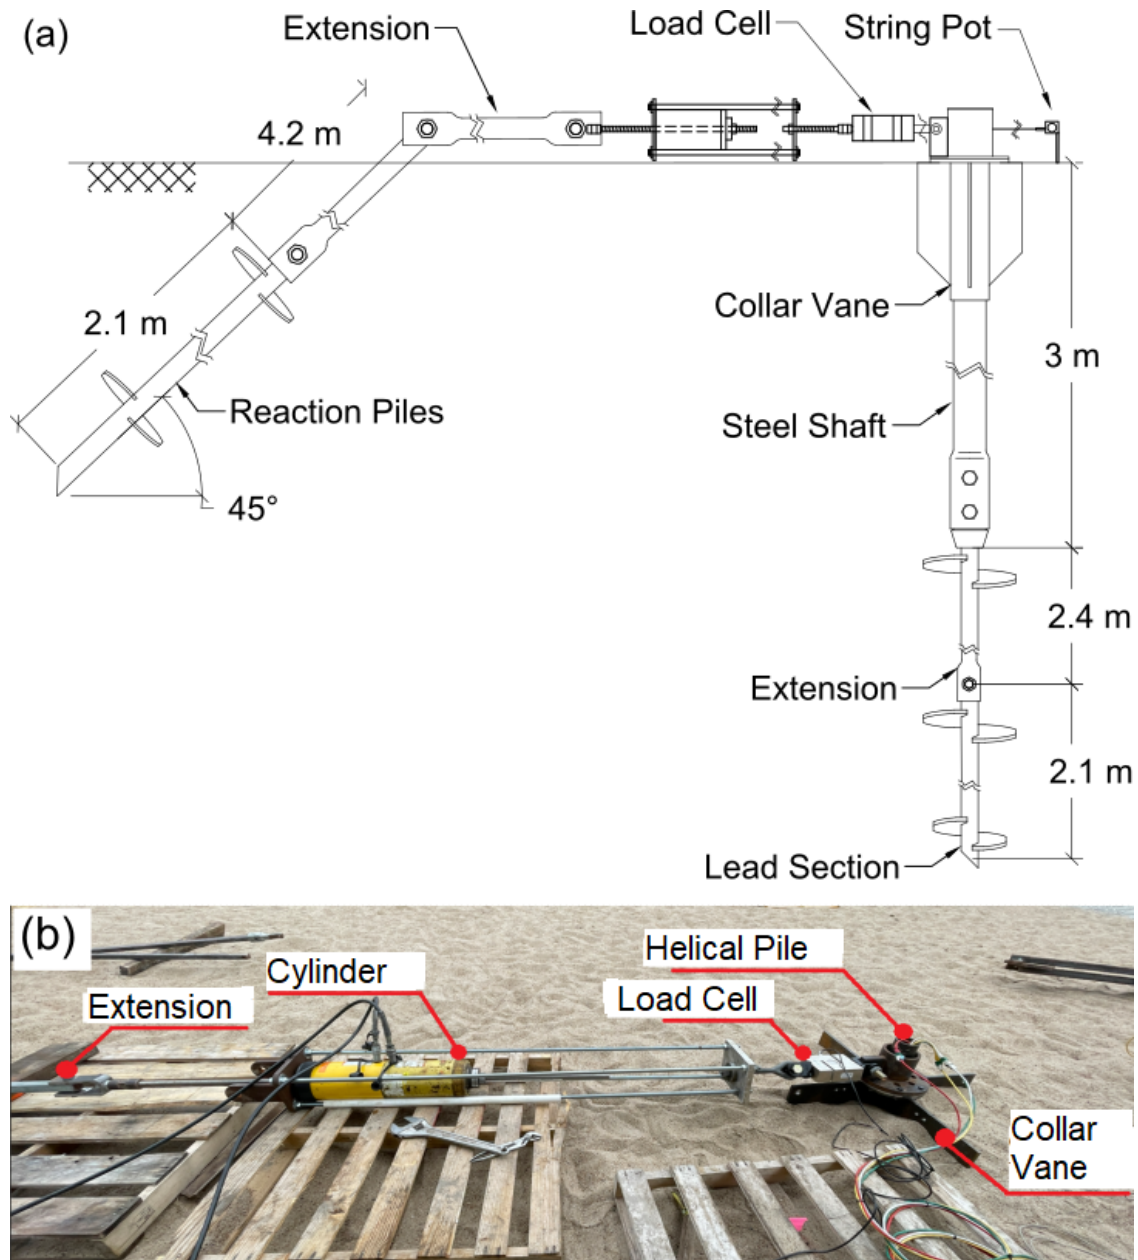 (a)
Extension
Load Cell
String Pot
4.2 m
2.1 m
Collar Vane
3 m
Reaction Piles
Steel Shaft
45°
2.4 m
Extension
2.1 m
Lead Section
(b)
Helical Pile
Cylinder
Load Cell
Extension
Collar
Vane